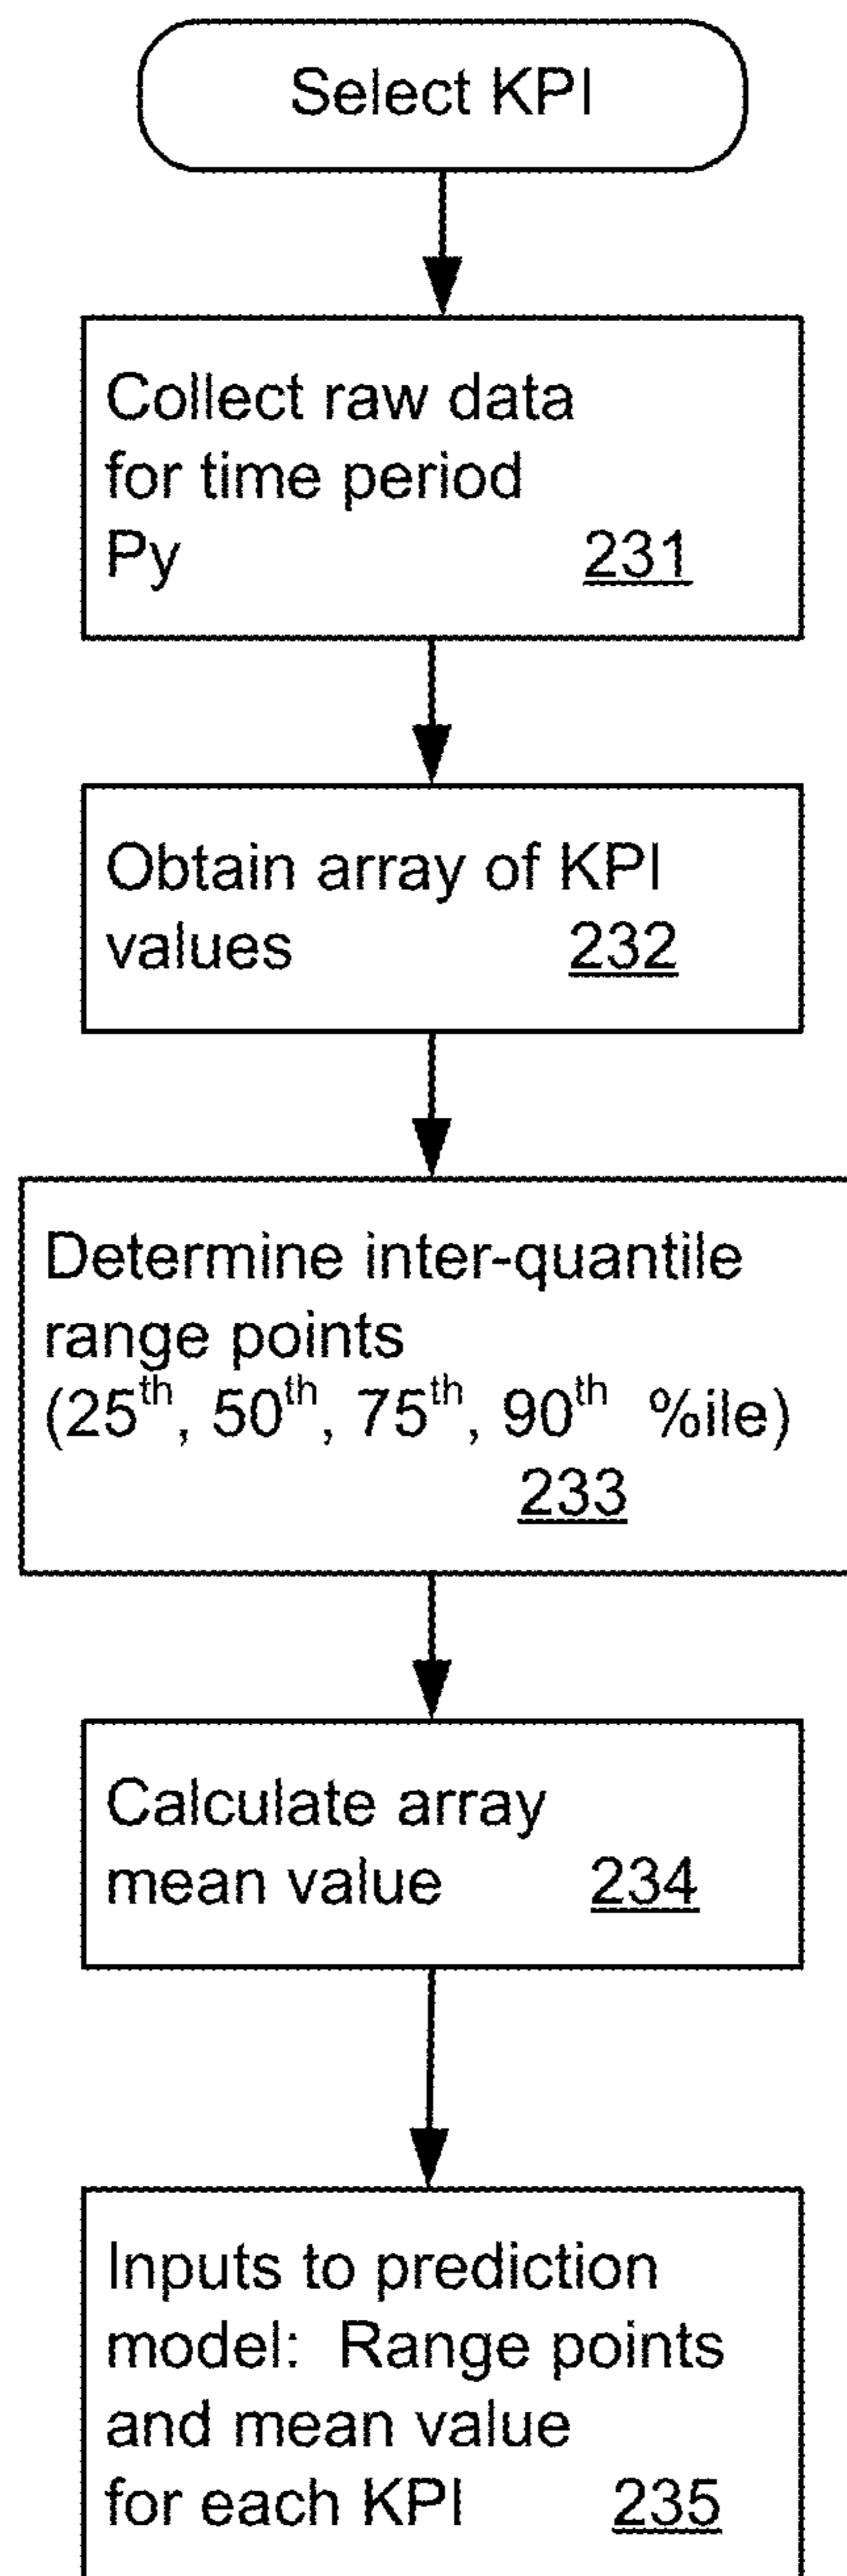 Select KPI
Collect raw data
for time period
Py 231
Obtain array of KPI
values 232
Determine inter-quantile
range points
(25th, 50th, 75th, 90th %ile)
233
Calculate array
mean value 234
Inputs to prediction
model: Range points
and mean value
for each KPI 235